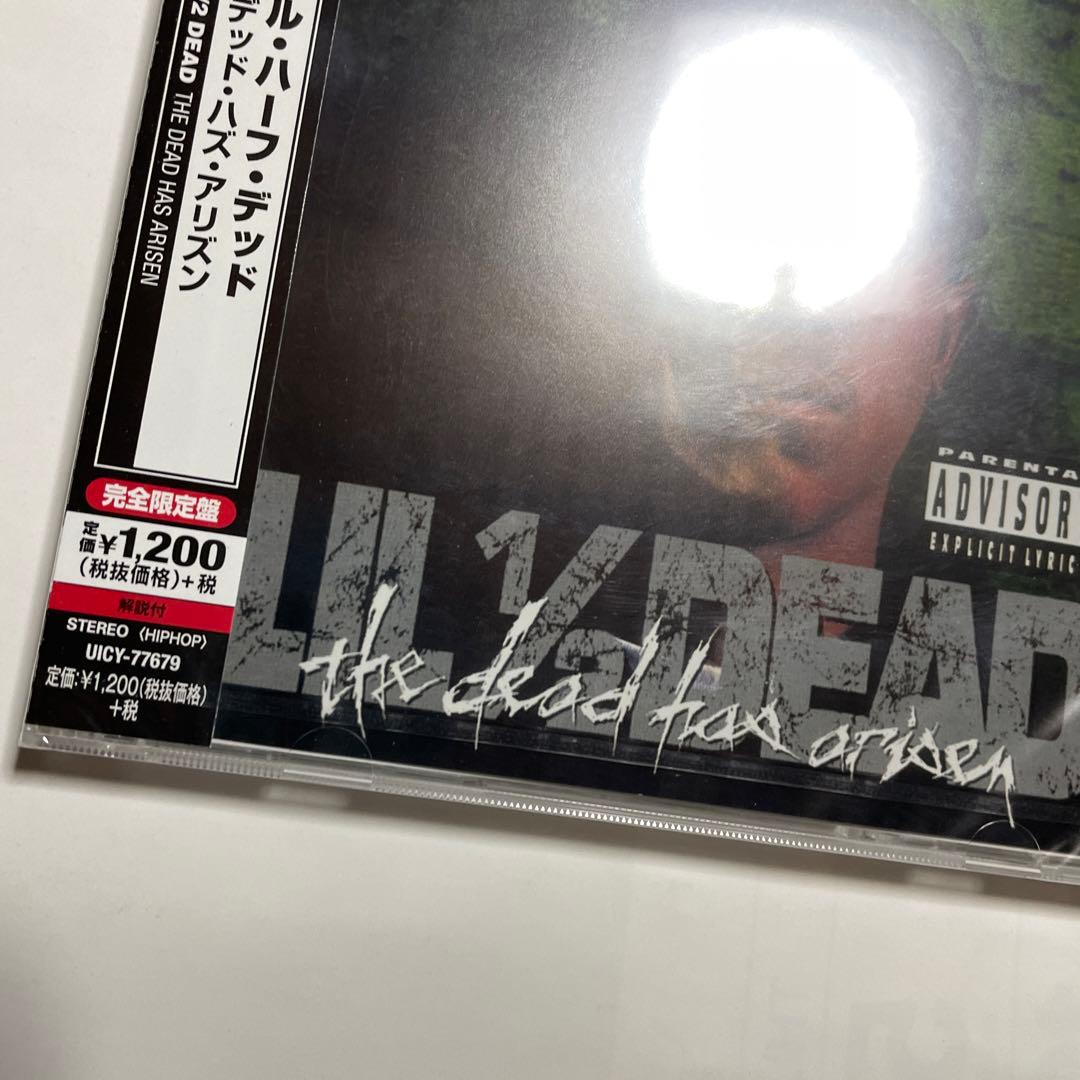 ル・ハーフ・デッド
デッド・ハズ・アリズン
1/2 DEAD THE DEAD HAS ARISEN
完全限定盤
定価¥1,200
(税抜価格)+税
解説付
STEREO 〈HIPHOP〉
UICY-77679
定価:¥1,200(税抜価格)
+税
PARENTA
ADVISOR
EXPLICIT LYRIC
LIL ½ DEAD
the dead has arisen